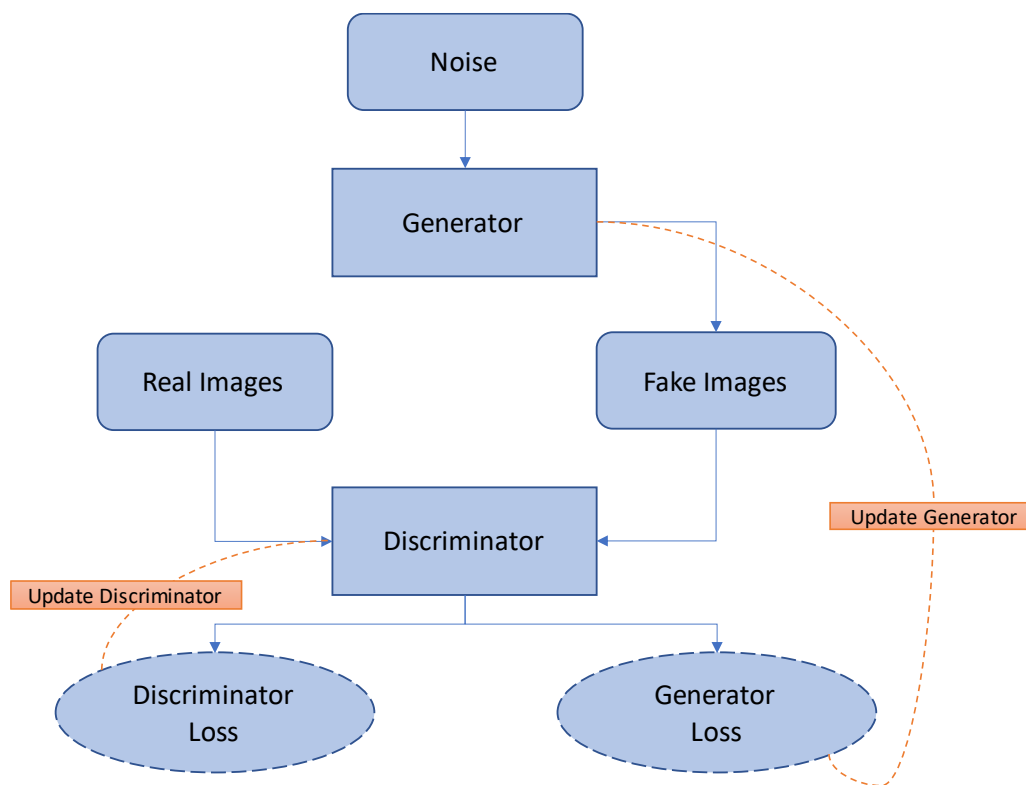 Noise
Generator
Real Images
Fake Images
Update Generator
Discriminator
Update Discriminator
Discriminator
Loss
Generator
Loss